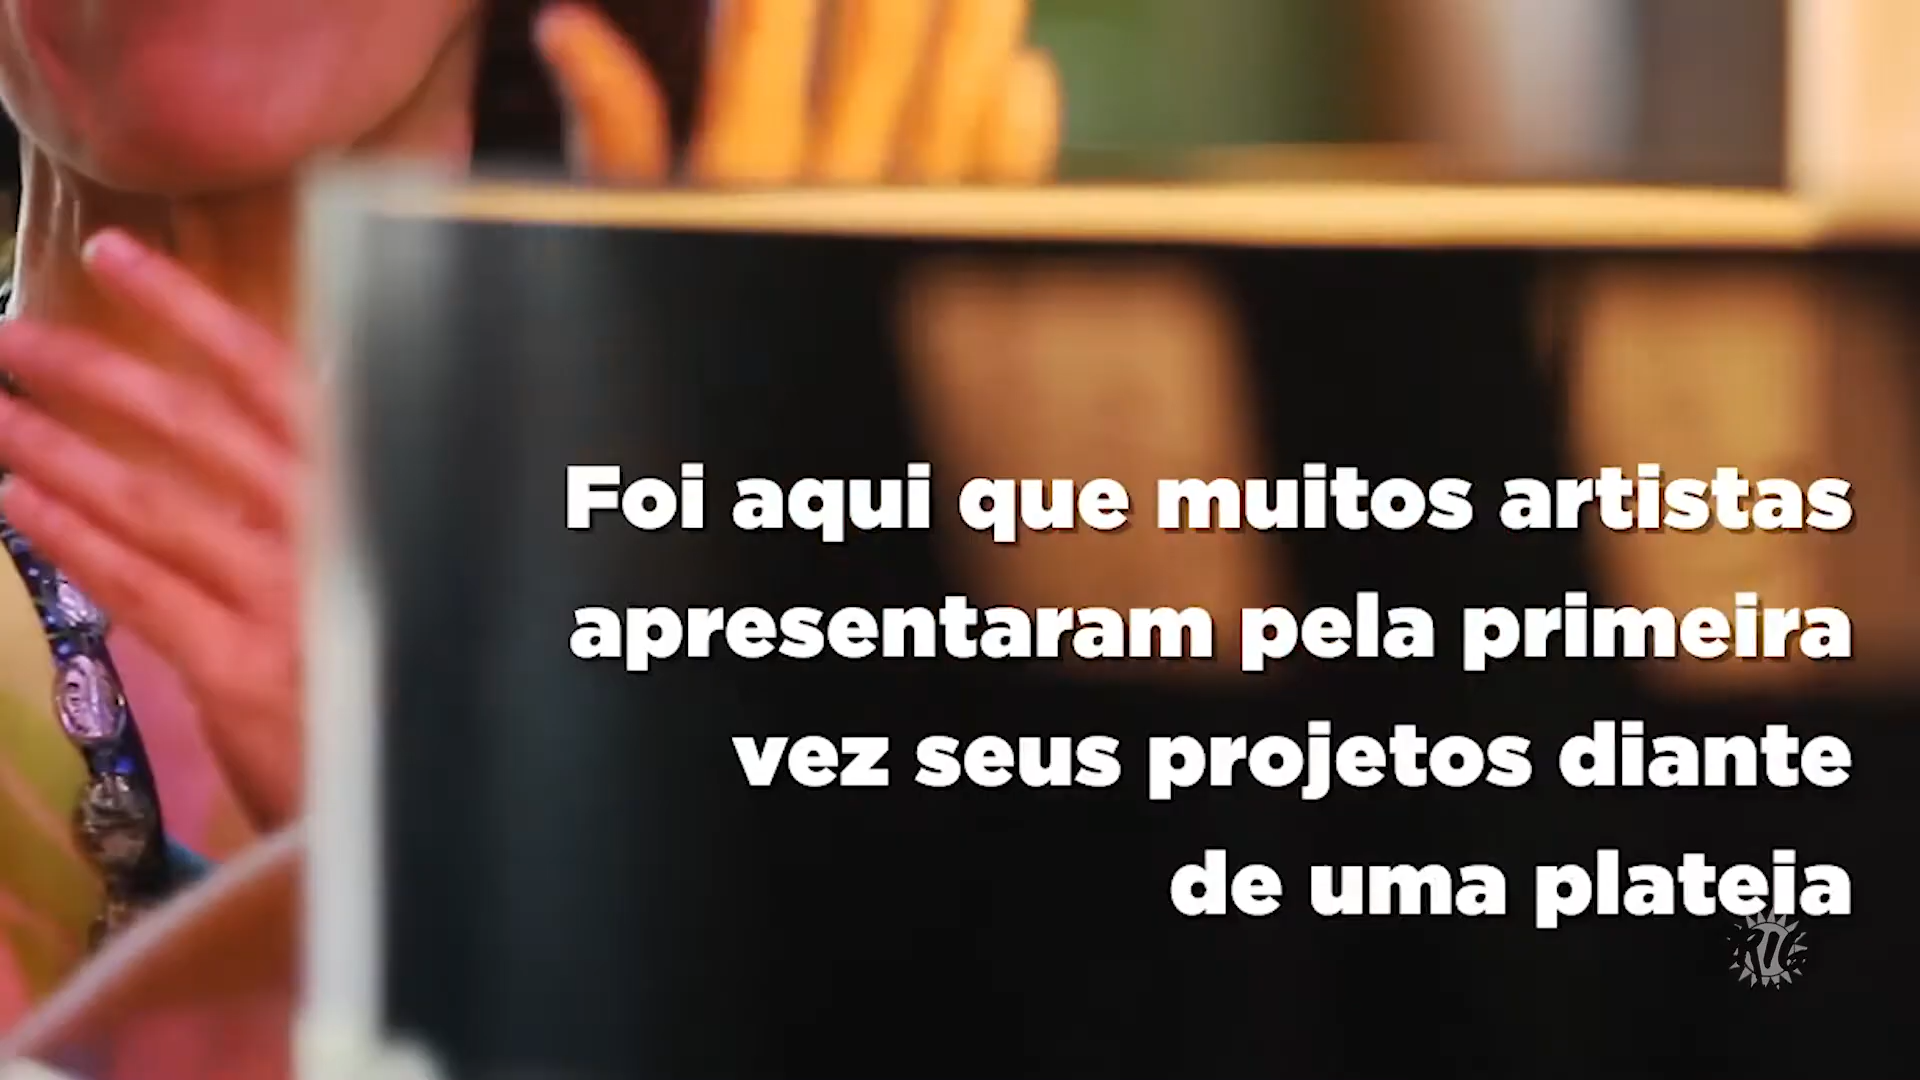 Foi aqui que muitos artistas
apresentaram pela primeira
vez seus projetos diante
de uma plateia